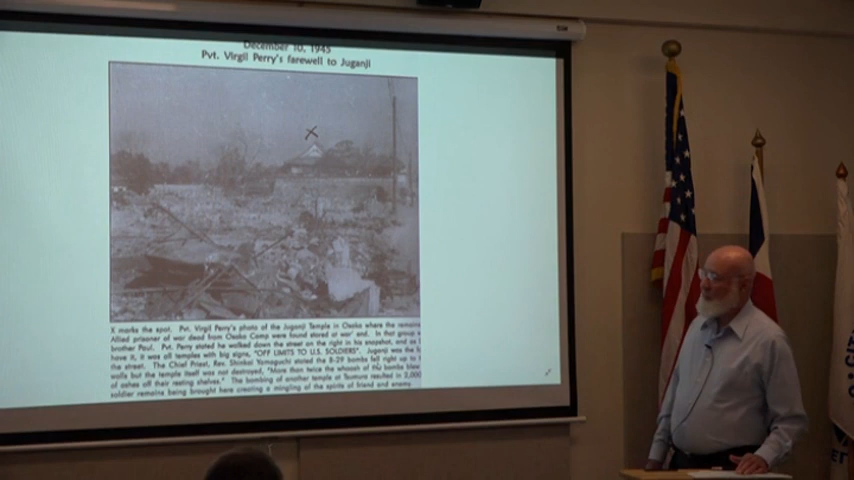 December 10, 1945
Pvt. Virgil Perry's farewell to Juganji
X
X marks the spot. Pvt. Virgil Perry's photo of the Juganji Temple in Osaka where the remains
Allied prisoner of war dead from Osaka Camp were found stored at war' end. In that group
brother Paul. Pvt. Perry stated he walked down the street on the right in his snapshot, and as
have it, it was all temples with big signs, "OFF LIMITS TO U.S. SOLDIERS". Juganji was the
the street. The Chief Priest, Rev. Shinkai Yamaguchi stated the B-29 bombs fell right up to
walls but the temple itself was not destroyed, "More than twice the whoosh of the bombs blew
of ashes off their resting shelves." The bombing of another temple at Tsumura resulted in 2,000
soldier remains being brought here creating a mingling of the spirits of friend and enemy.